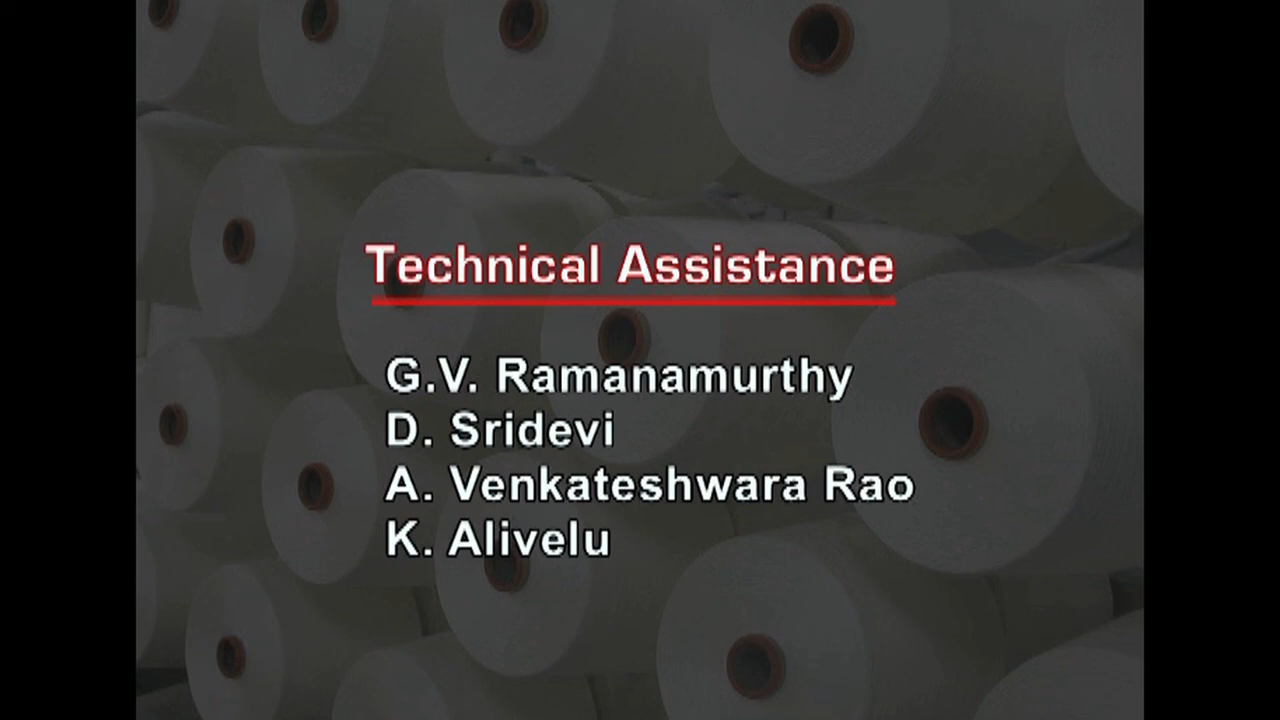 Technical Assistance
G.V. Ramanamurthy
D. Sridevi
A. Venkateshwara Rao
K. Alivelu